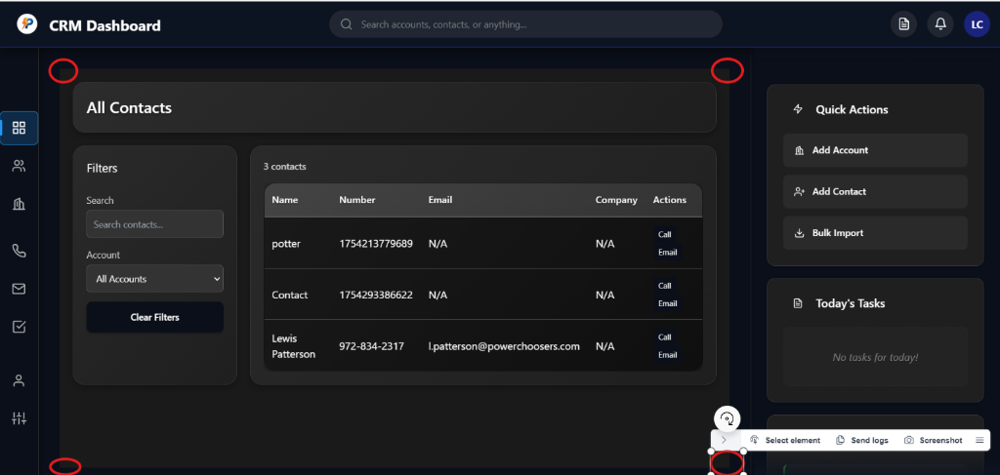 CRM Dashboard
Search accounts, contacts, or anything...
LC
All Contacts
Filters
Search
Search contacts...
Account
All Accounts
Clear Filters
3 contacts
Name Number Email Company Actions
potter 1754213779689 N/A N/A Call
Email
Contact 1754293386622 N/A N/A Call
Email
Lewis Patterson 972-834-2317 l.patterson@powerchoosers.com N/A Call
Email
Quick Actions
Add Account
Add Contact
Bulk Import
Today's Tasks
No tasks for today!
Select element Send logs Screenshot